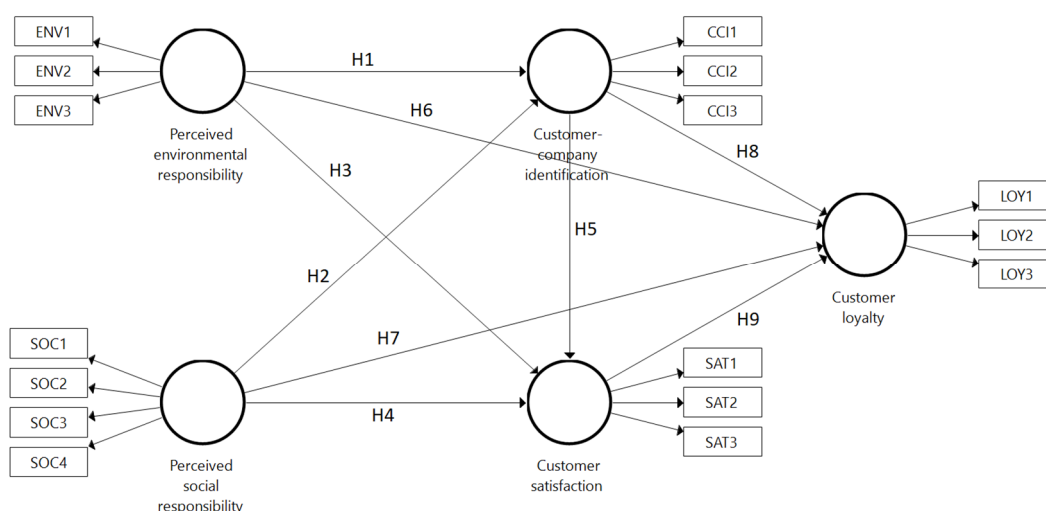 ENV1
ENV2
ENV3
Perceived
environmental
responsibility
H1
H6
H3
CCI1
CCI2
CCI3
Customer-
company
identification
H8
H5
H2
H7
H4
H9
LOY1
LOY2
LOY3
Customer
loyalty
SOC1
SOC2
SOC3
SOC4
Perceived
social
responsibility
SAT1
SAT2
SAT3
Customer
satisfaction